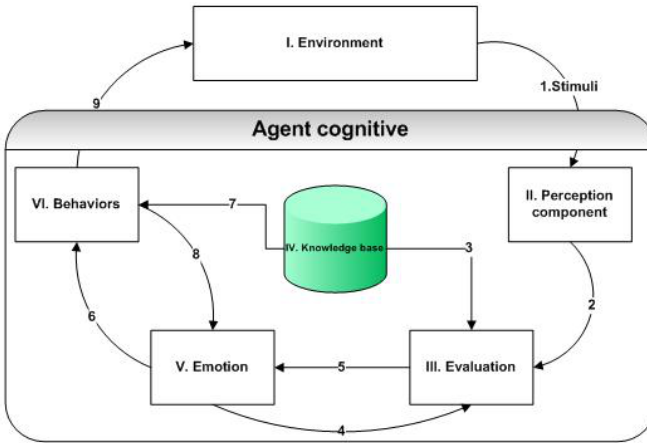 I. Environment
1.Stimuli
9
Agent cognitive
VI. Behaviors
7
II. Perception
component
IV. Knowledge base
3
8
2
6
V. Emotion
5
III. Evaluation
4